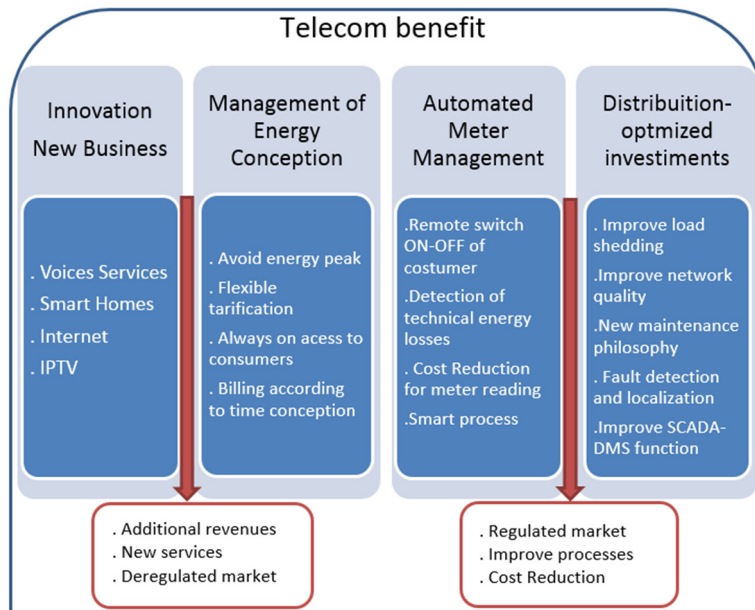 Telecom benefit
Innovation
New Business
. Voices Services
. Smart Homes
. Internet
. IPTV
Management of
Energy
Conception
. Avoid energy peak
. Flexible
tarification
. Always on acess to
consumers
. Billing according
to time conception
Automated
Meter
Management
.Remote switch
ON-OFF of
costumer
.Detection of
technical energy
losses
. Cost Reduction
for meter reading
.Smart process
Distribuition-
optmized
investiments
. Improve load
shedding
.Improve network
quality
.New maintenance
philosophy
. Fault detection
and localization
.Improve SCADA-
DMS function
. Additional revenues
. New services
. Deregulated market
. Regulated market
. Improve processes
. Cost Reduction